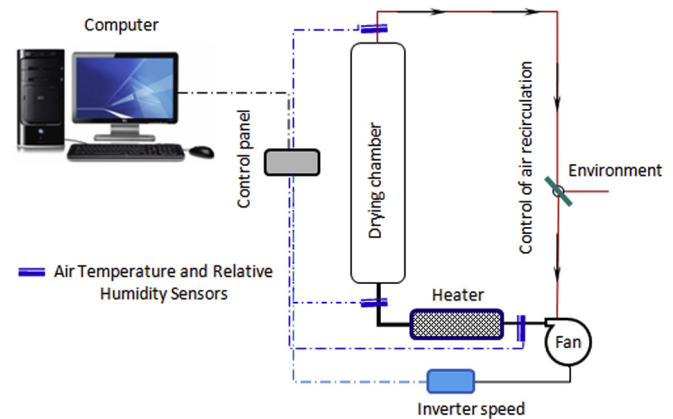 Computer
Control panel
Drying chamber
Control of air recirculation
Environment
Air Temperature and Relative
Humidity Sensors
Heater
Fan
Inverter speed